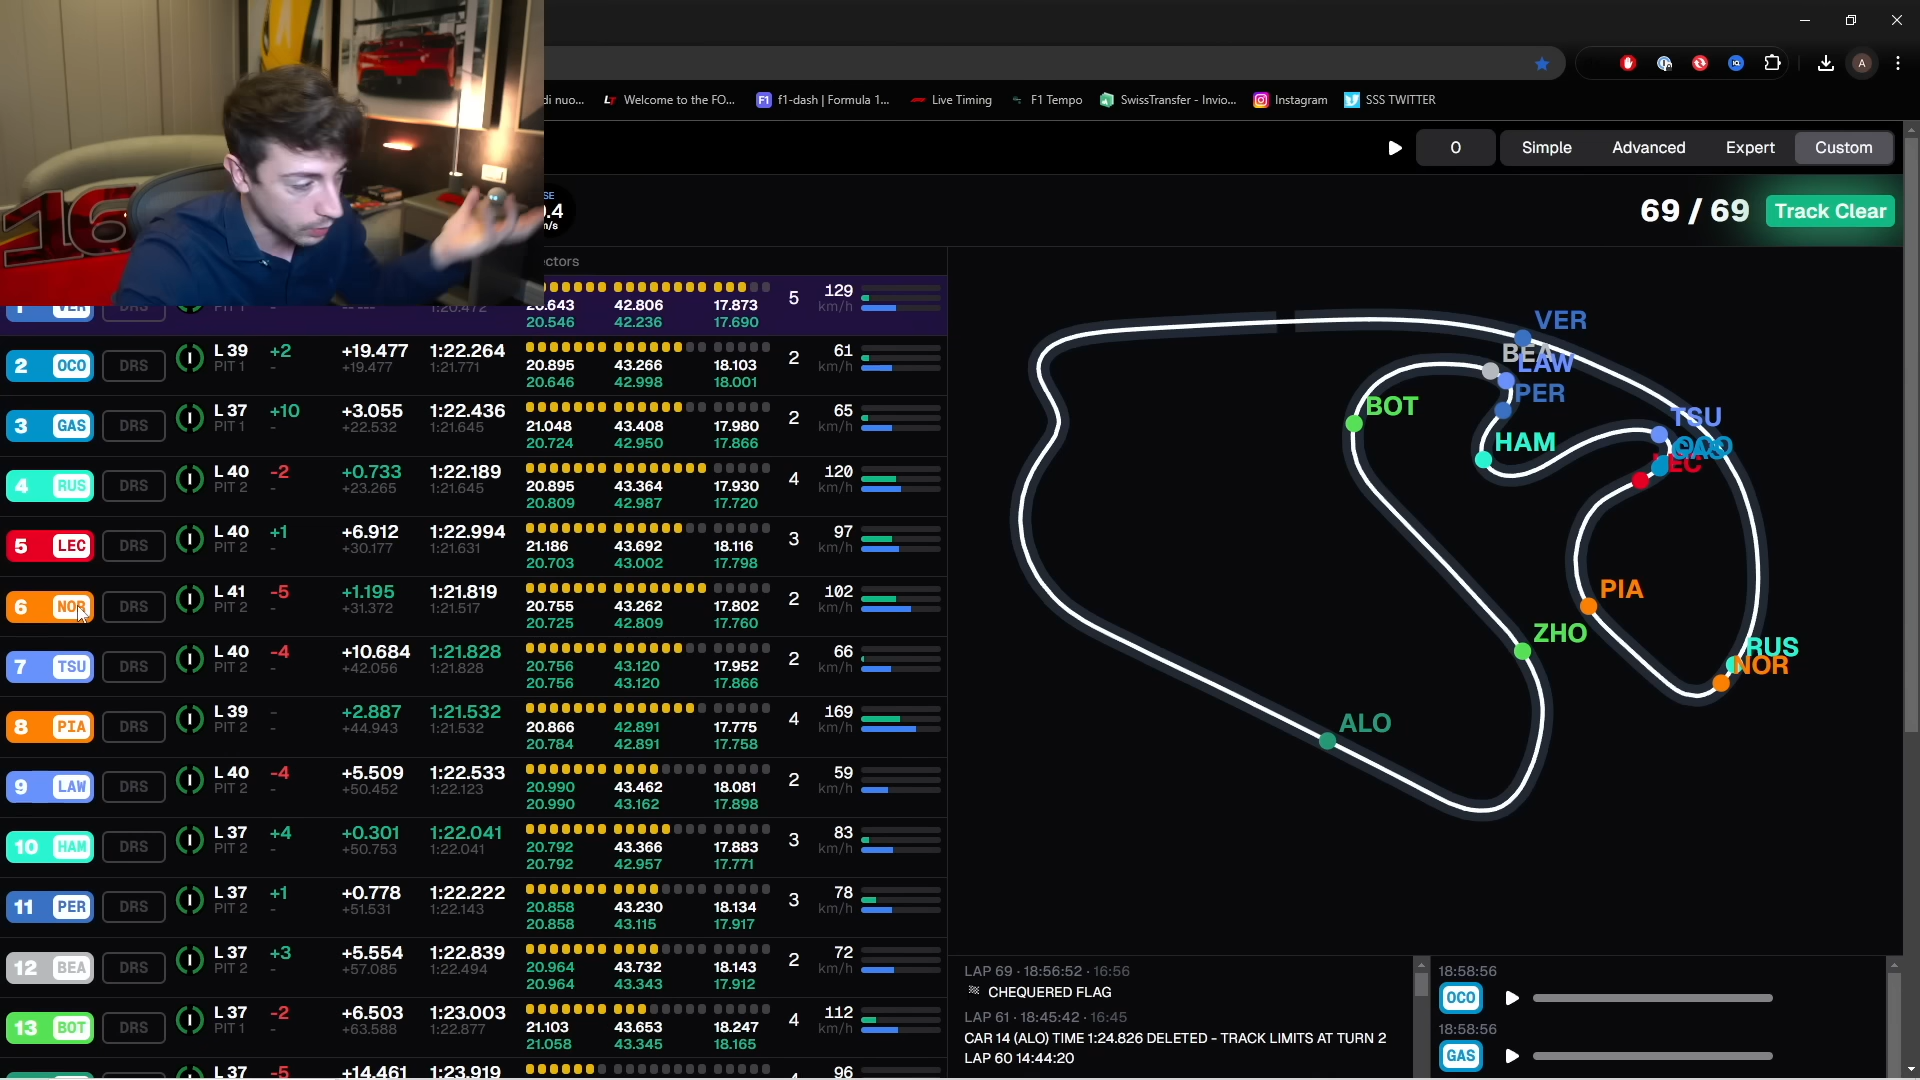 di nuo...
Welcome to the FO...
F1
f1-dash | Formula 1...
Live Timing
F1 Tempo
SwissTransfer - Invio...
Instagram
SSS TWITTER
A
0
Simple
Advanced
Expert
Custom
16
.4
69 / 69
Track Clear
ectors
42.806
17.873
5
129
km/h
20.546
42.236
17.690
2
OCO
DRS
L 39
PIT 1
+2
-
+19.477
+19.477
1:22.264
1:21.771
20.895
43.266
18.103
20.646
42.998
18.001
2
61
km/h
3
GAS
DRS
L 37
PIT 1
+10
-
+3.055
+22.532
1:22.436
1:21.645
21.048
43.408
17.980
20.724
42.950
17.866
2
65
km/h
4
RUS
DRS
L 40
PIT 2
-2
-
+0.733
+23.265
1:22.189
1:21.645
20.895
43.364
17.930
20.809
42.987
17.720
4
120
km/h
5
LEC
DRS
L 40
PIT 2
+1
-
+6.912
+30.177
1:22.994
1:21.631
21.186
43.692
18.116
20.703
43.002
17.798
3
97
km/h
6
NOR
DRS
L 41
PIT 2
-5
-
+1.195
+31.372
1:21.819
1:21.517
20.755
43.262
17.802
20.725
42.809
17.760
2
102
km/h
7
TSU
DRS
L 40
PIT 2
-4
-
+10.684
+42.056
1:21.828
1:21.828
20.756
43.120
17.952
20.756
43.120
17.866
2
66
km/h
8
PIA
DRS
L 39
PIT 2
-
-
+2.887
+44.943
1:21.532
1:21.532
20.866
42.891
17.775
20.784
42.891
17.758
4
169
km/h
9
LAW
DRS
L 40
PIT 2
-4
-
+5.509
+50.452
1:22.533
1:22.123
20.990
43.462
18.081
20.990
43.162
17.898
2
59
km/h
10
HAM
DRS
L 37
PIT 2
+4
-
+0.301
+50.753
1:22.041
1:22.041
20.792
43.366
17.883
20.792
42.957
17.771
3
83
km/h
11
PER
DRS
L 37
PIT 2
+1
-
+0.778
+51.531
1:22.222
1:22.143
20.858
43.230
18.134
20.858
43.115
17.917
3
78
km/h
12
BEA
DRS
L 37
PIT 2
+3
-
+5.554
+57.085
1:22.839
1:22.494
20.964
43.732
18.143
20.964
43.343
17.912
2
72
km/h
13
BOT
DRS
L 37
PIT 1
-2
-
+6.503
+63.588
1:23.003
1:22.877
21.103
43.653
18.247
21.058
43.345
18.165
4
112
km/h
L 37
-5
+14.461
1:23.919
96
VER
BEA
LAW
PER
BOT
HAM
TSU
OCO
GAS
LEC
PIA
ZHO
RUS
NOR
ALO
LAP 69 · 18:56:52 · 16:56
CHEQUERED FLAG
LAP 61 · 18:45:42 · 16:45
CAR 14 (ALO) TIME 1:24.826 DELETED - TRACK LIMITS AT TURN 2
LAP 60 14:44:20
18:58:56
OCO
18:58:56
GAS